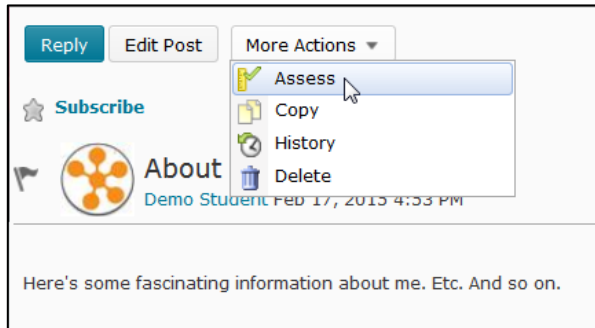 Reply Edit Post More Actions
Assess
Copy
Subscribe
History
About
Delete
Demo Student Feb 17, 2015 4:53 PM
Here's some fascinating information about me. Etc. And so on.